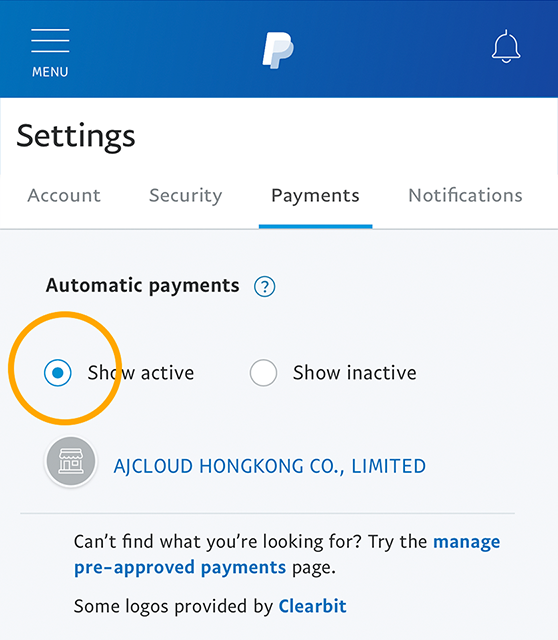 MENU
Settings
Account Security Payments Notifications
Automatic payments ?
Show active Show inactive
AJCLOUD HONGKONG CO., LIMITED
Can't find what you're looking for? Try the manage
pre-approved payments page.
Some logos provided by Clearbit